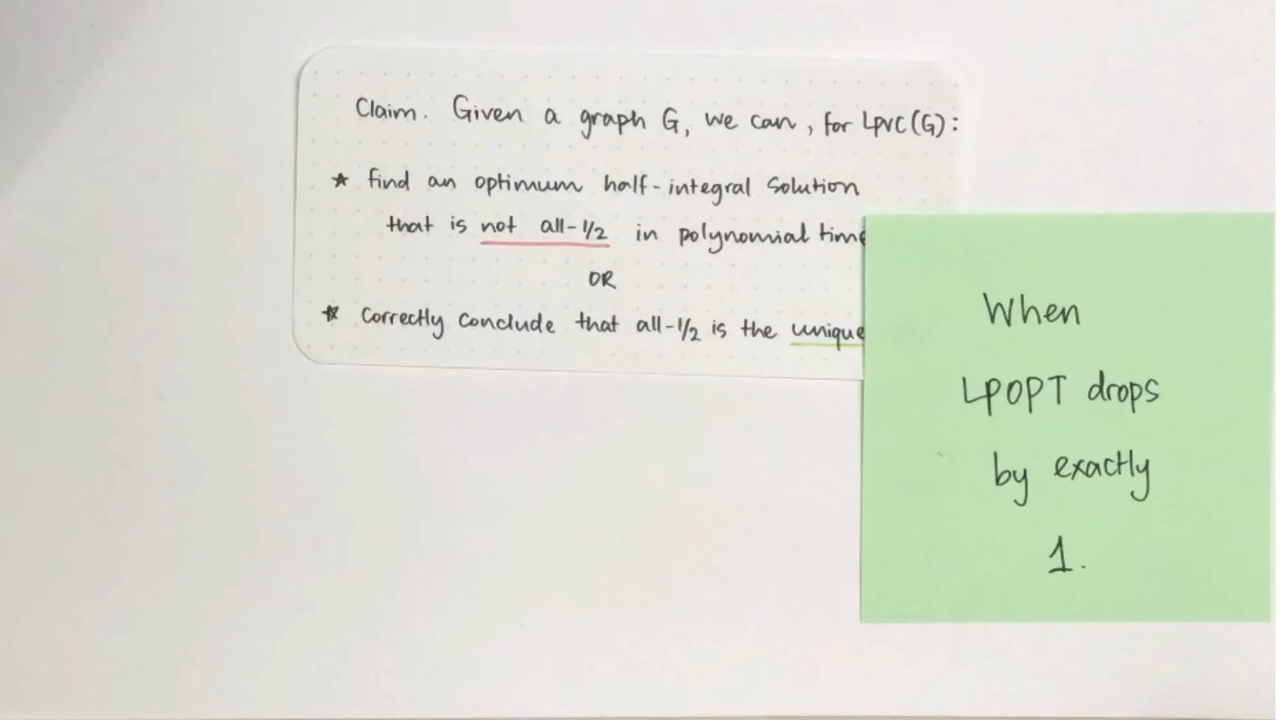 Claim. Given a graph G, we can, for LPVC(G):
★ find an optimum half-integral solution
that is not all-1/2 in polynomial time
OR
★ Correctly conclude that all-1/2 is the unique
When
LPOPT drops
by exactly
1.